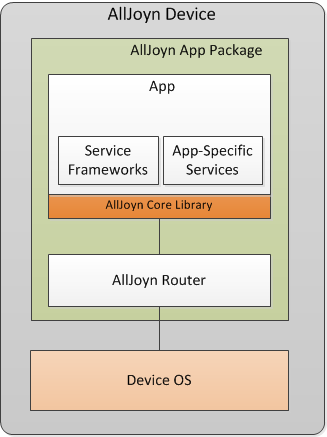 AllJoyn Device
AllJoyn App Package
App
Service
Frameworks
App-Specific
Services
AllJoyn Core Library
AllJoyn Router
Device OS